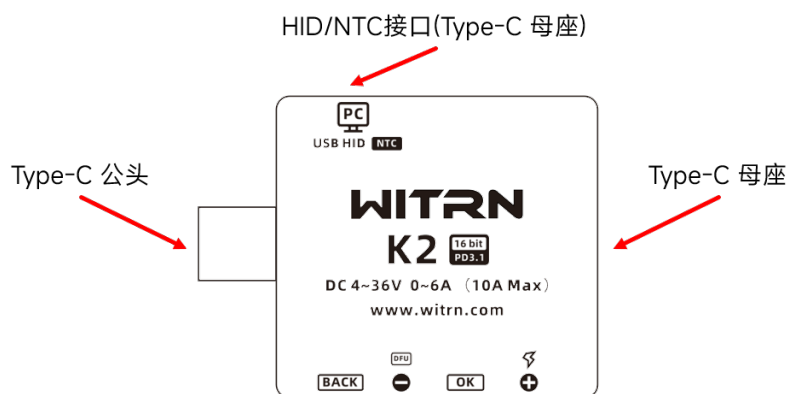 HID/NTC接口(Type-C 母座)
PC
USB HID NTC
Type-C 公头
Type-C 母座
WITRN
K2 16 bit PD3.1
DC 4~36V 0~6A （10A Max）
www.witrn.com
DFU
BACK OK